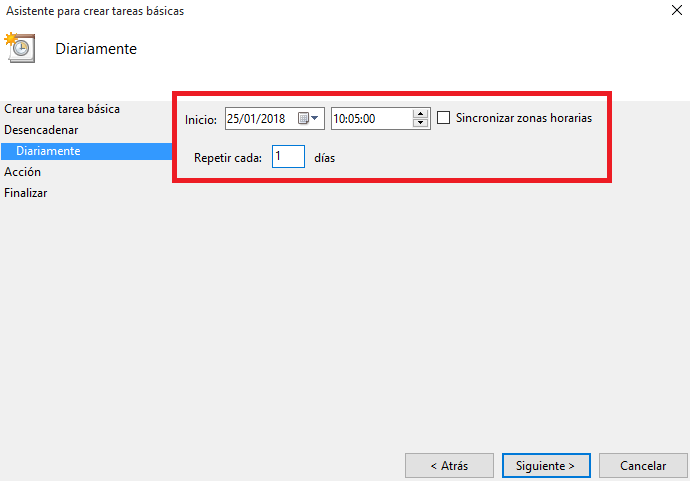 Asistente para crear tareas básicas
Diariamente
Crear una tarea básica
Desencadenar
Diariamente
Acción
Finalizar
Inicio: 25/01/2018 10:05:00 Sincronizar zonas horarias
Repetir cada: 1 días
< Atrás Siguiente > Cancelar